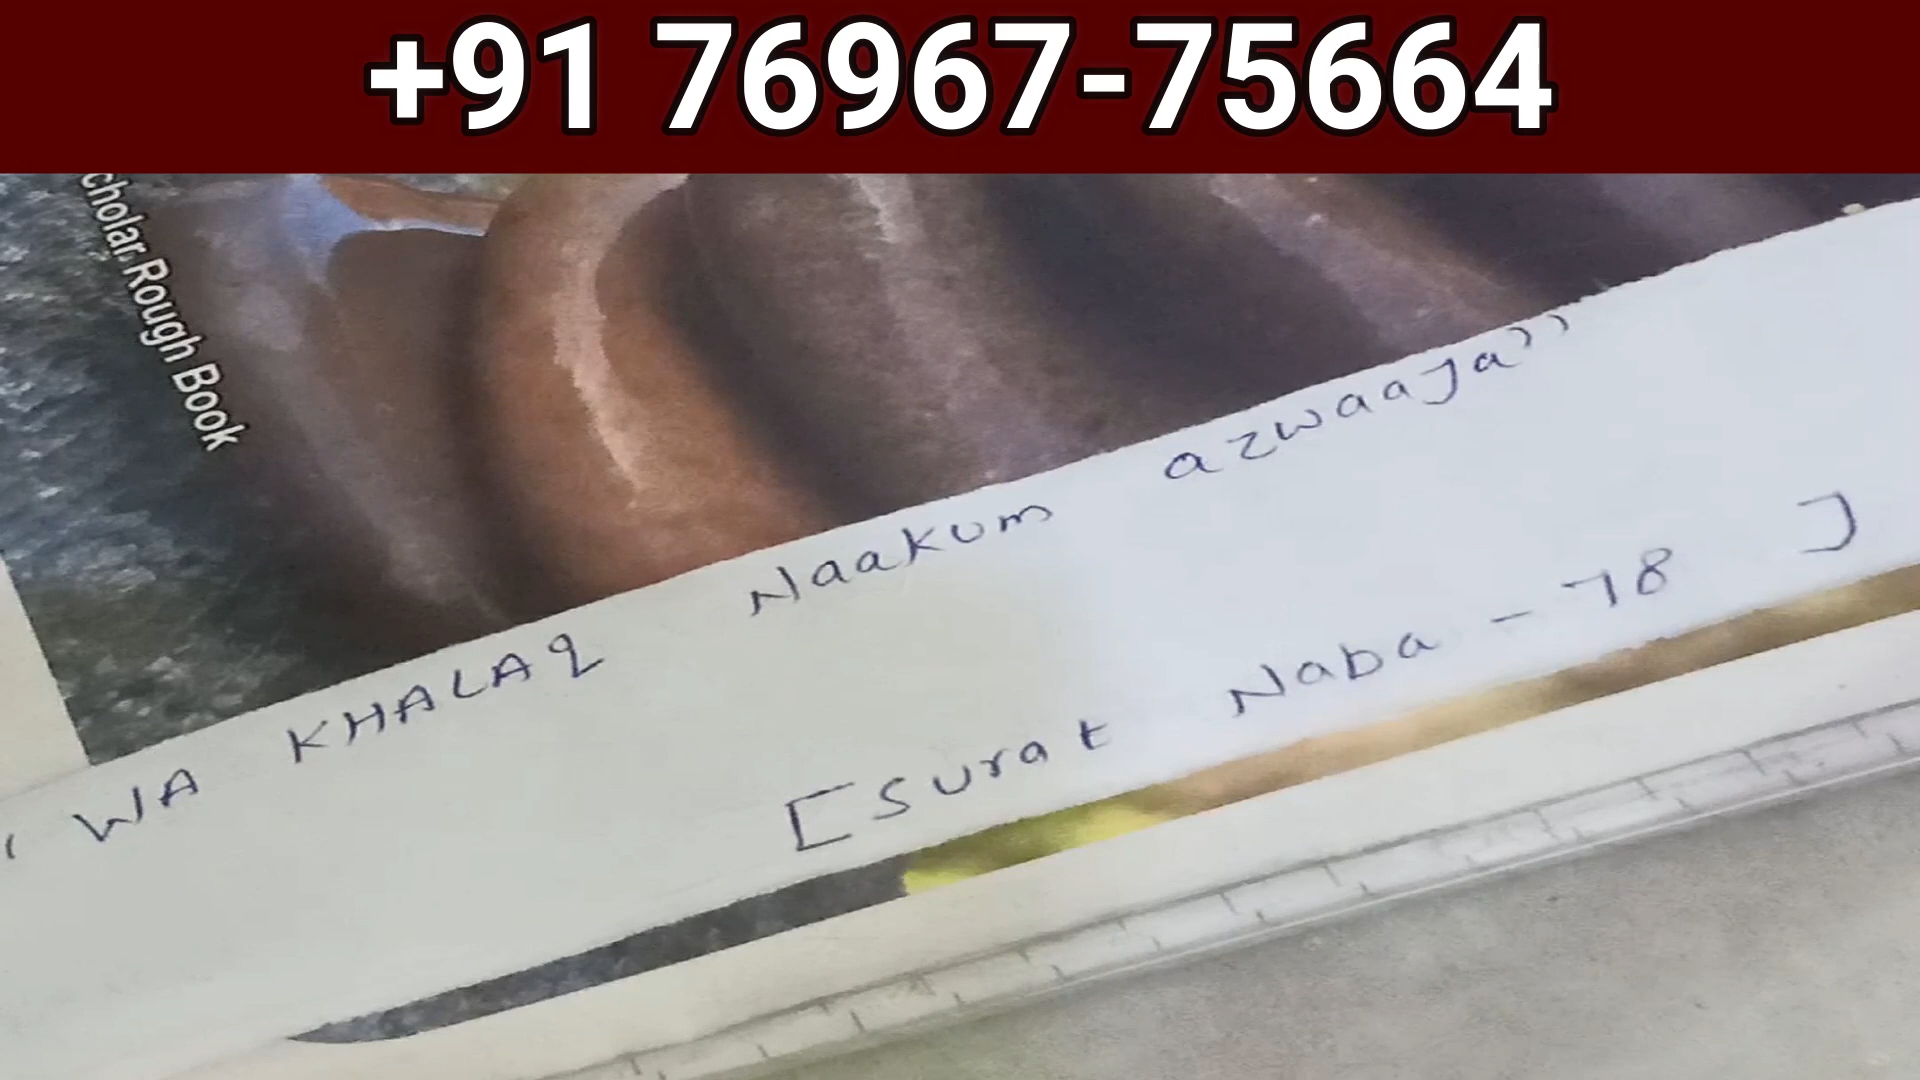 +91 76967-75664
cholar Rough Book
" WA KHALAQ Naakum azwaaja"
[Surat Naba - 78 ]